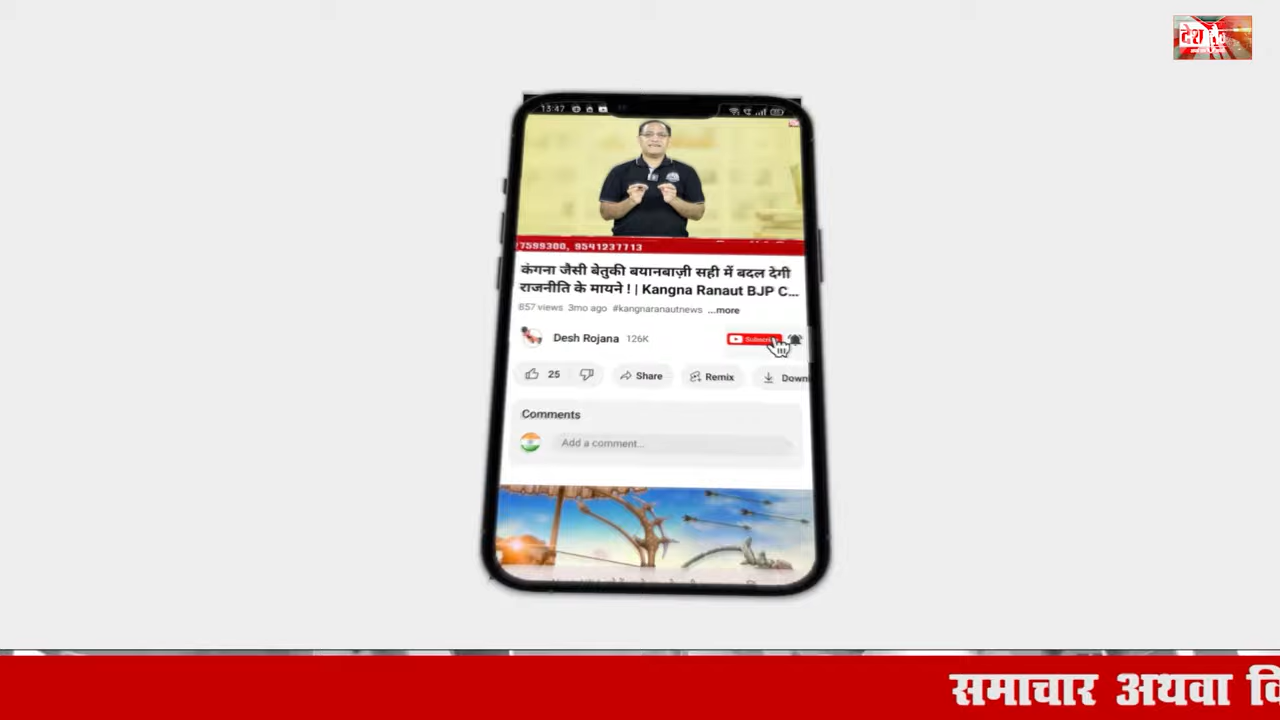 देश
13:47
7599300, 9541237713
कंगना जैसी बेतुकी बयानबाज़ी सही में बदल देगी
राजनीति के मायने ! | Kangna Ranaut BJP C...
857 views 3mo ago #kangnaranautnews ...more
Desh Rojana 126K
25 Share Remix Down
Comments
Add a comment...
समाचार अथवा